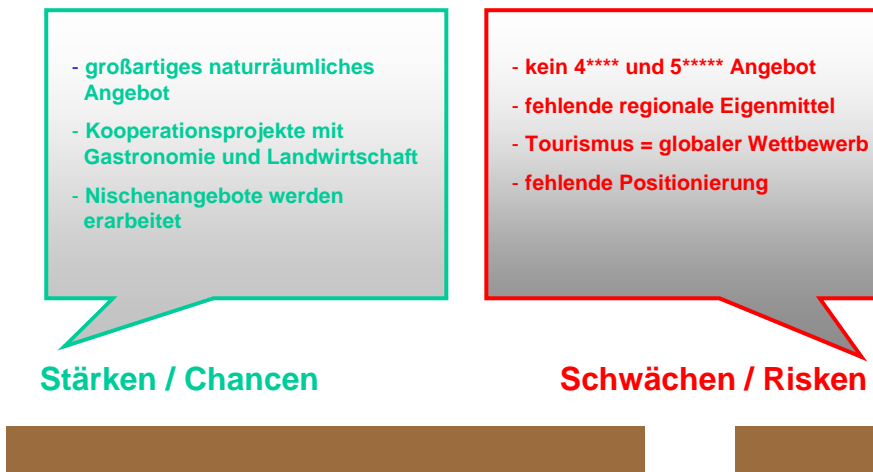 - großartiges naturräumliches
Angebot
- Kooperationsprojekte mit
Gastronomie und Landwirtschaft
- Nischenangebote werden
erarbeitet
- kein 4**** und 5***** Angebot
- fehlende regionale Eigenmittel
- Tourismus = globaler Wettbewerb
- fehlende Positionierung
Stärken / Chancen
Schwächen / Risken